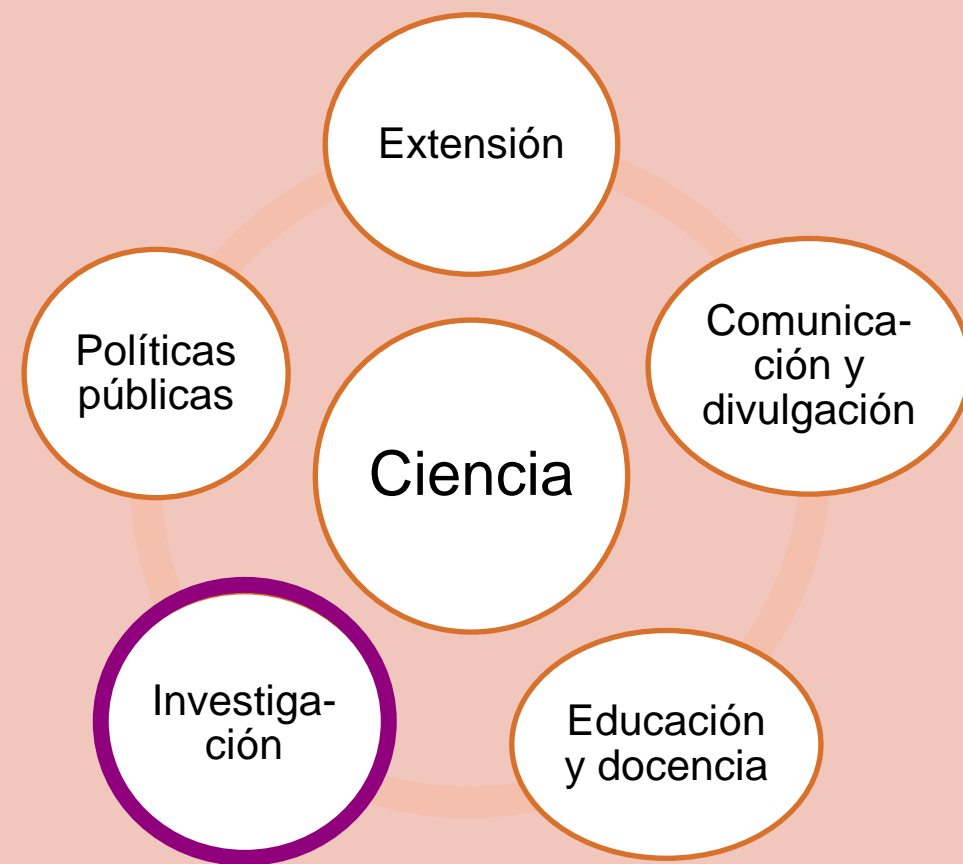 Extensión
Comunica-
ción y
divulgación
Políticas
públicas
Ciencia
Investiga-
ción
Educación
y docencia